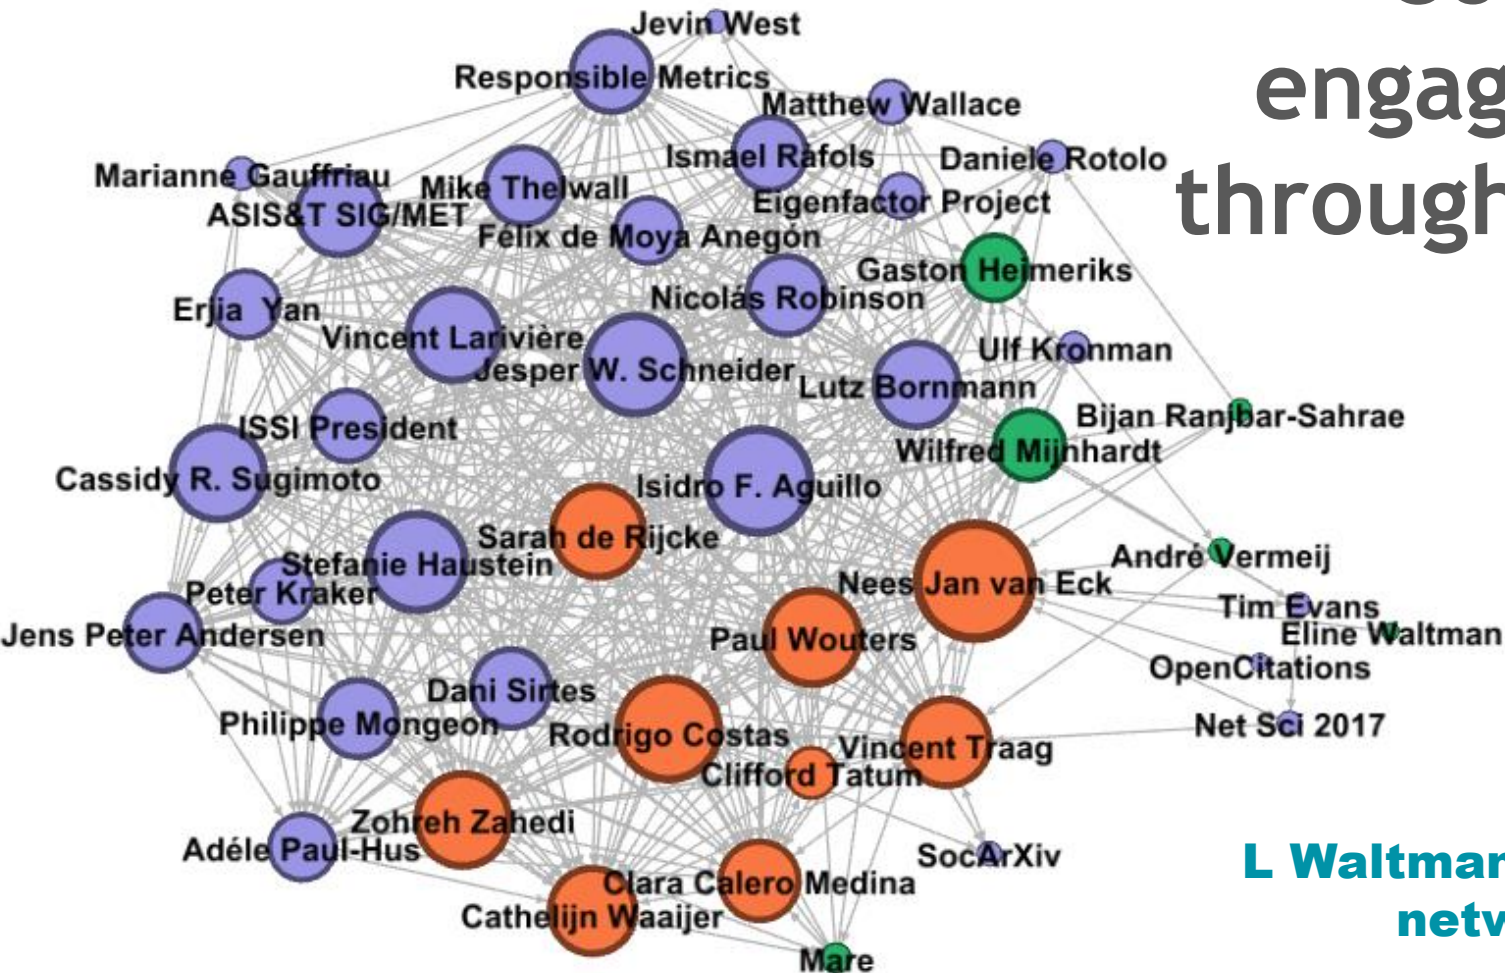 Jevin West
engag
Responsible Metrics
Matthew Wallace
Ismael Ràfols
Daniele Rotolo
through
Marianne Gauffriau
Mike Thelwall
Eigenfactor Project
ASIS&T SIG/MET
Félix de Moya Anegón
Gaston Heimeriks
Nicolás Robinson
Erjia Yan
Vincent Larivière
Ulf Kronman
Jesper W. Schneider
Lutz Bornmann
Bijan Ranjbar-Sahrae
ISSI President
Wilfred Mijnhardt
Cassidy R. Sugimoto
Isidro F. Aguillo
Sarah de Rijcke
André Vermeij
Stefanie Haustein
Nees Jan van Eck
Peter Kraker
Tim Evans
Jens Peter Andersen
Eline Waltman
Paul Wouters
OpenCitations
Dani Sirtes
Philippe Mongeon
Net Sci 2017
Rodrigo Costas
Vincent Traag
Clifford Tatum
Zohreh Zahedi
Adéle Paul-Hus
SocArXiv
L Waltmar
Clara Calero Medina
Cathelijn Waaijer
netw
Mare